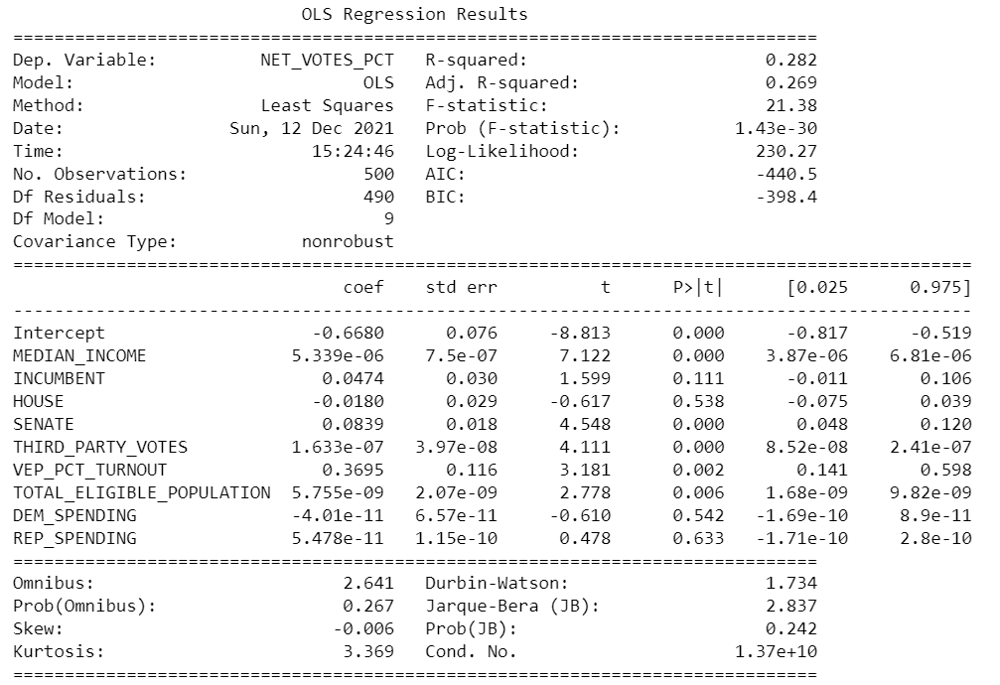 OLS Regression Results
==============================================================================
Dep. Variable: NET_VOTES_PCT R-squared: 0.282
Model: OLS Adj. R-squared: 0.269
Method: Least Squares F-statistic: 21.38
Date: Sun, 12 Dec 2021 Prob (F-statistic): 1.43e-30
Time: 15:24:46 Log-Likelihood: 230.27
No. Observations: 500 AIC: -440.5
Df Residuals: 490 BIC: -398.4
Df Model: 9
Covariance Type: nonrobust
=============================================================================================
coef std err t P>|t| [0.025 0.975]
---------------------------------------------------------------------------------------------
Intercept -0.6680 0.076 -8.813 0.000 -0.817 -0.519
MEDIAN_INCOME 5.339e-06 7.5e-07 7.122 0.000 3.87e-06 6.81e-06
INCUMBENT 0.0474 0.030 1.599 0.111 -0.011 0.106
HOUSE -0.0180 0.029 -0.617 0.538 -0.075 0.039
SENATE 0.0839 0.018 4.548 0.000 0.048 0.120
THIRD_PARTY_VOTES 1.633e-07 3.97e-08 4.111 0.000 8.52e-08 2.41e-07
VEP_PCT_TURNOUT 0.3695 0.116 3.181 0.002 0.141 0.598
TOTAL_ELIGIBLE_POPULATION 5.755e-09 2.07e-09 2.778 0.006 1.68e-09 9.82e-09
DEM_SPENDING -4.01e-11 6.57e-11 -0.610 0.542 -1.69e-10 8.9e-11
REP_SPENDING 5.478e-11 1.15e-10 0.478 0.633 -1.71e-10 2.8e-10
==============================================================================
Omnibus: 2.641 Durbin-Watson: 1.734
Prob(Omnibus): 0.267 Jarque-Bera (JB): 2.837
Skew: -0.006 Prob(JB): 0.242
Kurtosis: 3.369 Cond. No. 1.37e+10
==============================================================================